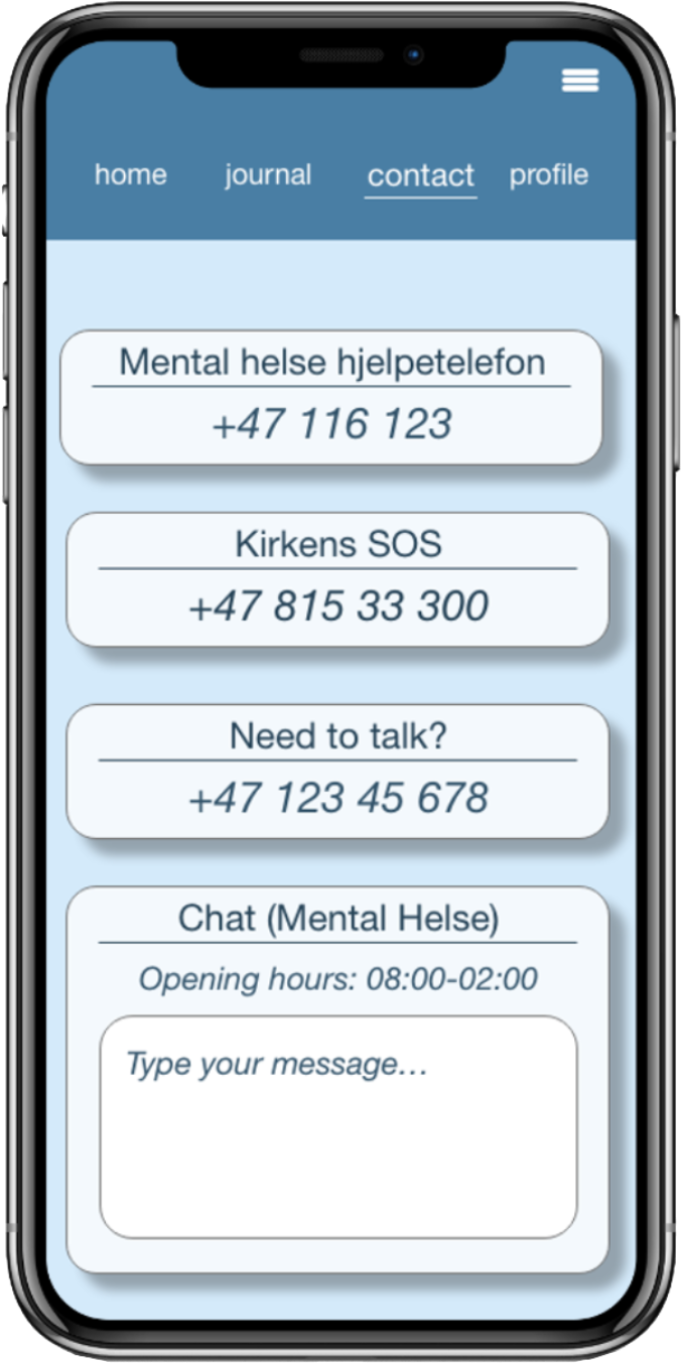 home journal contact profile
Mental helse hjelpetelefon
+47 116 123
Kirkens SOS
+47 815 33 300
Need to talk?
+47 123 45 678
Chat (Mental Helse)
Opening hours: 08:00-02:00
Type your message...